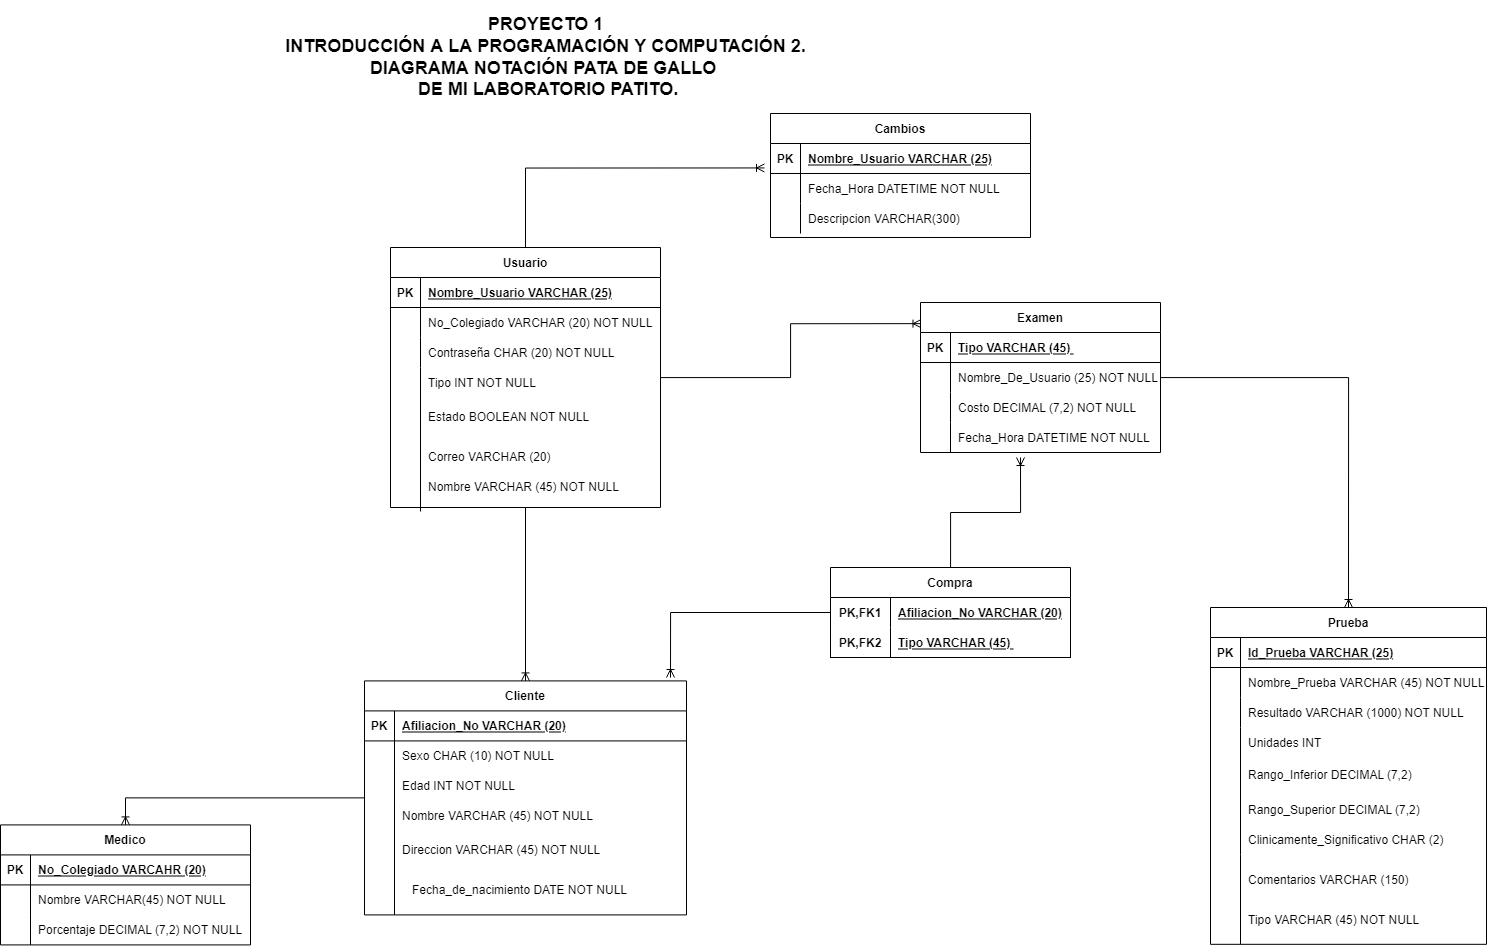 PROYECTO 1
INTRODUCCIÓN A LA PROGRAMACIÓN Y COMPUTACIÓN 2.
DIAGRAMA NOTACIÓN PATA DE GALLO
DE MI LABORATORIO PATITO.
Cambios
PK Nombre_Usuario VARCHAR (25)
Fecha_Hora DATETIME NOT NULL
Descripcion VARCHAR(300)
Usuario
PK Nombre_Usuario VARCHAR (25)
No_Colegiado VARCHAR (20) NOT NULL
Contraseña CHAR (20) NOT NULL
Tipo INT NOT NULL
Estado BOOLEAN NOT NULL
Correo VARCHAR (20)
Nombre VARCHAR (45) NOT NULL
Examen
PK Tipo VARCHAR (45)
Nombre_De_Usuario (25) NOT NULL
Costo DECIMAL (7,2) NOT NULL
Fecha_Hora DATETIME NOT NULL
Compra
PK,FK1 Afiliacion_No VARCHAR (20)
PK,FK2 Tipo VARCHAR (45)
Prueba
PK Id_Prueba VARCHAR (25)
Nombre_Prueba VARCHAR (45) NOT NULL
Resultado VARCHAR (1000) NOT NULL
Unidades INT
Rango_Inferior DECIMAL (7,2)
Rango_Superior DECIMAL (7,2)
Clinicamente_Significativo CHAR (2)
Comentarios VARCHAR (150)
Tipo VARCHAR (45) NOT NULL
Cliente
PK Afiliacion_No VARCHAR (20)
Sexo CHAR (10) NOT NULL
Edad INT NOT NULL
Nombre VARCHAR (45) NOT NULL
Direccion VARCHAR (45) NOT NULL
Fecha_de_nacimiento DATE NOT NULL
Medico
PK No_Colegiado VARCAHR (20)
Nombre VARCHAR(45) NOT NULL
Porcentaje DECIMAL (7,2) NOT NULL